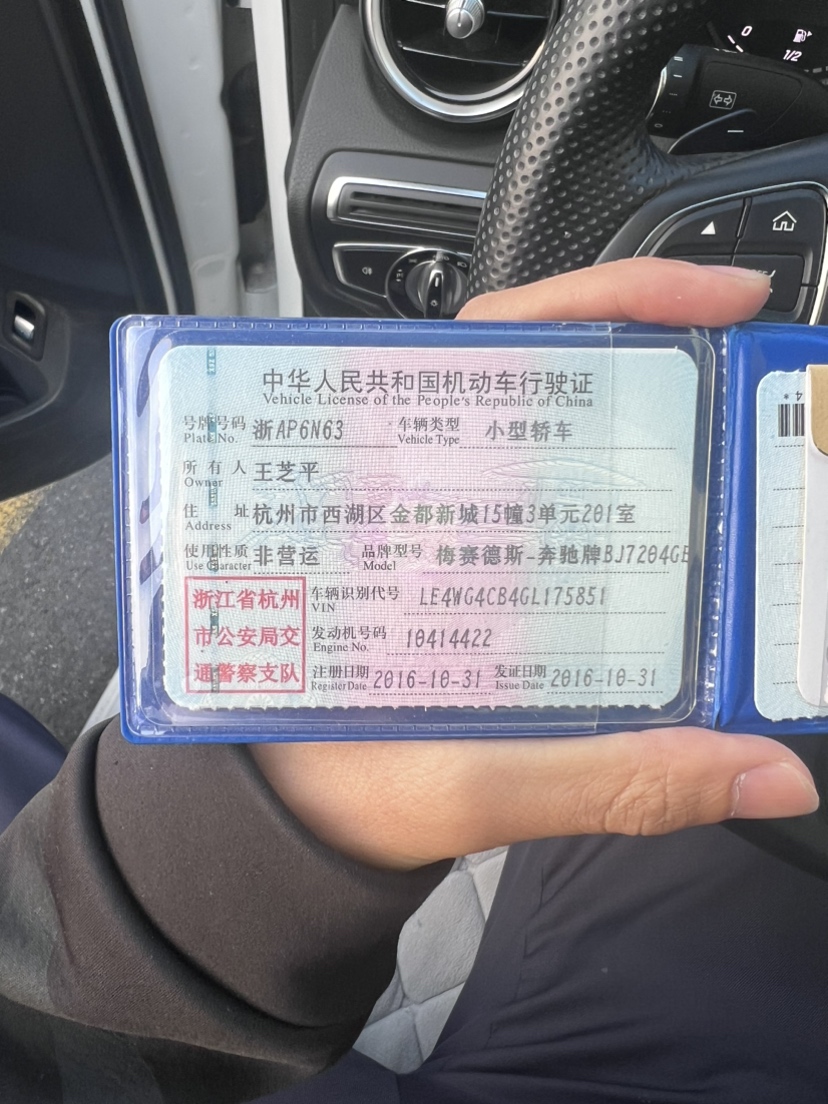 0
1/2
中华人民共和国机动车行驶证
Vehicle License of the People's Republic of China
号牌号码 浙AP6N63 车辆类型 小型轿车
Plate No. Vehicle Type
所有人 王芝平
Owner
住址 杭州市西湖区金都新城15幢3单元201室
Address
使用性质 非营运 品牌型号 梅赛德斯-奔驰牌BJ7204GE
Use Character Model
浙江省杭州
市公安局交
通警察支队
车辆识别代号 LE4WG4CB4GL175851
VIN
发动机号码 10414422
Engine No.
注册日期 2016-10-31 发证日期 2016-10-31
Register Date Issue Date